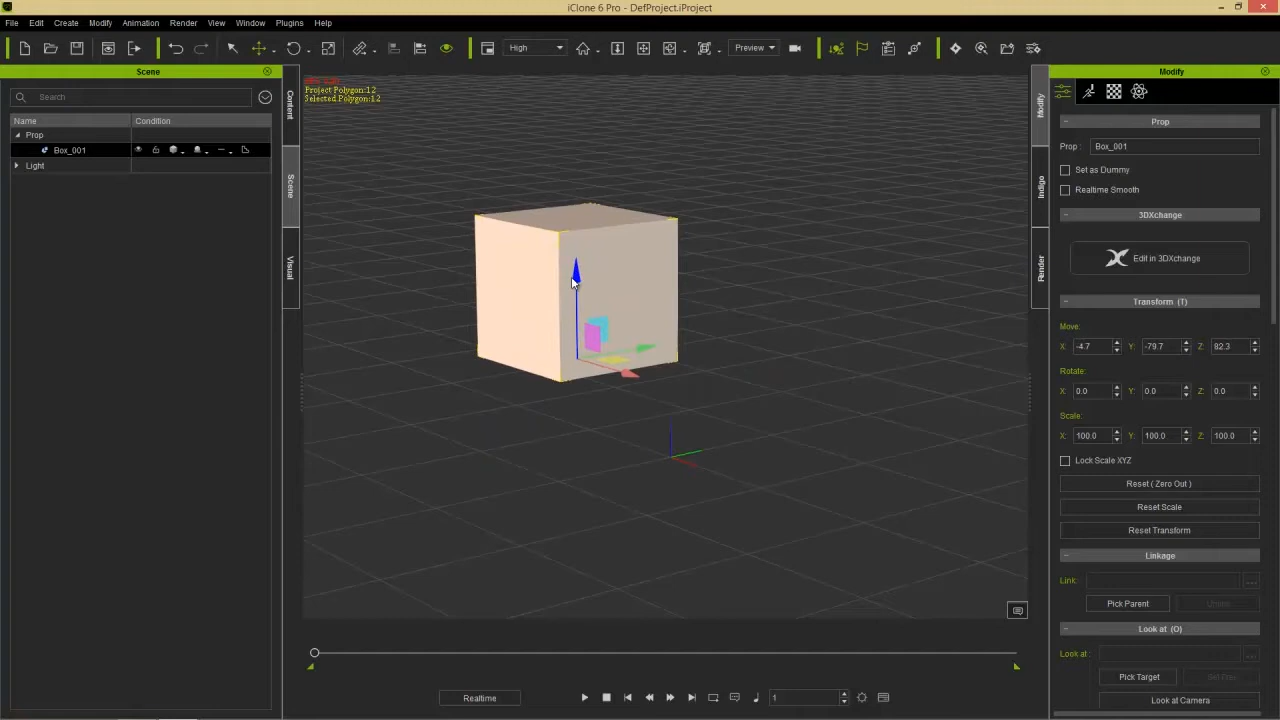 iClone 6 Pro - DefProject.iProject
File Edit Create Modify Animation Render View Window Plugins Help
High Preview
Scene
Search
Name Condition
Prop
Box_001
Light
Content
Scene
Visual
Project Polygon:12
Selected Polygon:12
Realtime
1
Modify
Indigo
Render
Modify
Prop
Prop : Box_001
Set as Dummy
Realtime Smooth
3DXchange
Edit in 3DXchange
Transform (T)
Move:
X: -4.7 Y: -79.7 Z: 82.3
Rotate:
X: 0.0 Y: 0.0 Z: 0.0
Scale:
X: 100.0 Y: 100.0 Z: 100.0
Lock Scale XYZ
Reset ( Zero Out )
Reset Scale
Reset Transform
Linkage
Link:
Pick Parent
Look at (O)
Look at :
Pick Target
Look at Camera